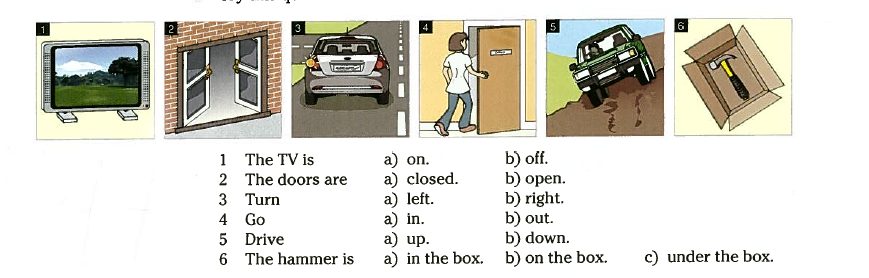 1 2 3 4 5 6
1 The TV is a) on. b) off.
2 The doors are a) closed. b) open.
3 Turn a) left. b) right.
4 Go a) in. b) out.
5 Drive a) up. b) down.
6 The hammer is a) in the box. b) on the box. c) under the box.